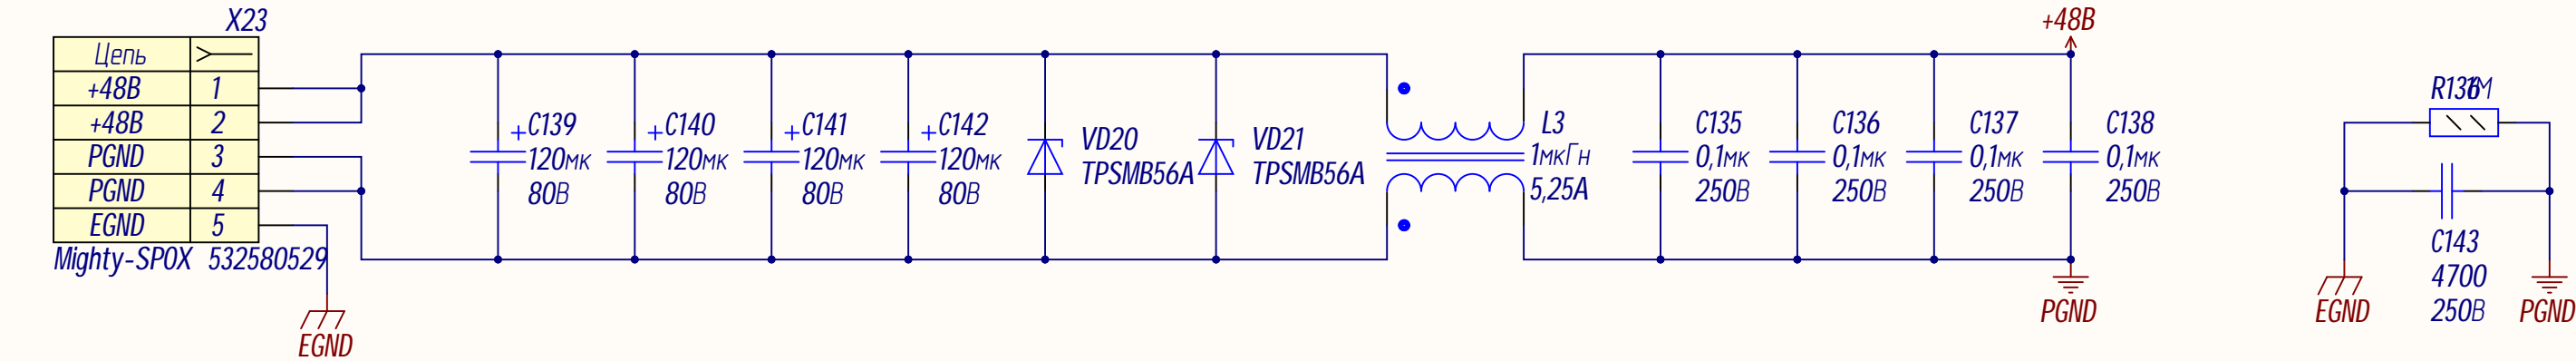 X23
Цепь
+48В 1
+48В 2
PGND 3
PGND 4
EGND 5
Mighty-SPOX 532580529
EGND
+C139
120мк
80В
+C140
120мк
80В
+C141
120мк
80В
+C142
120мк
80В
VD20
TPSMB56A
VD21
TPSMB56A
L3
1мкГн
5,25А
C135
0,1мк
250В
C136
0,1мк
250В
C137
0,1мк
250В
+48В
C138
0,1мк
250В
PGND
R136 1М
C143
4700
250В
EGND
PGND